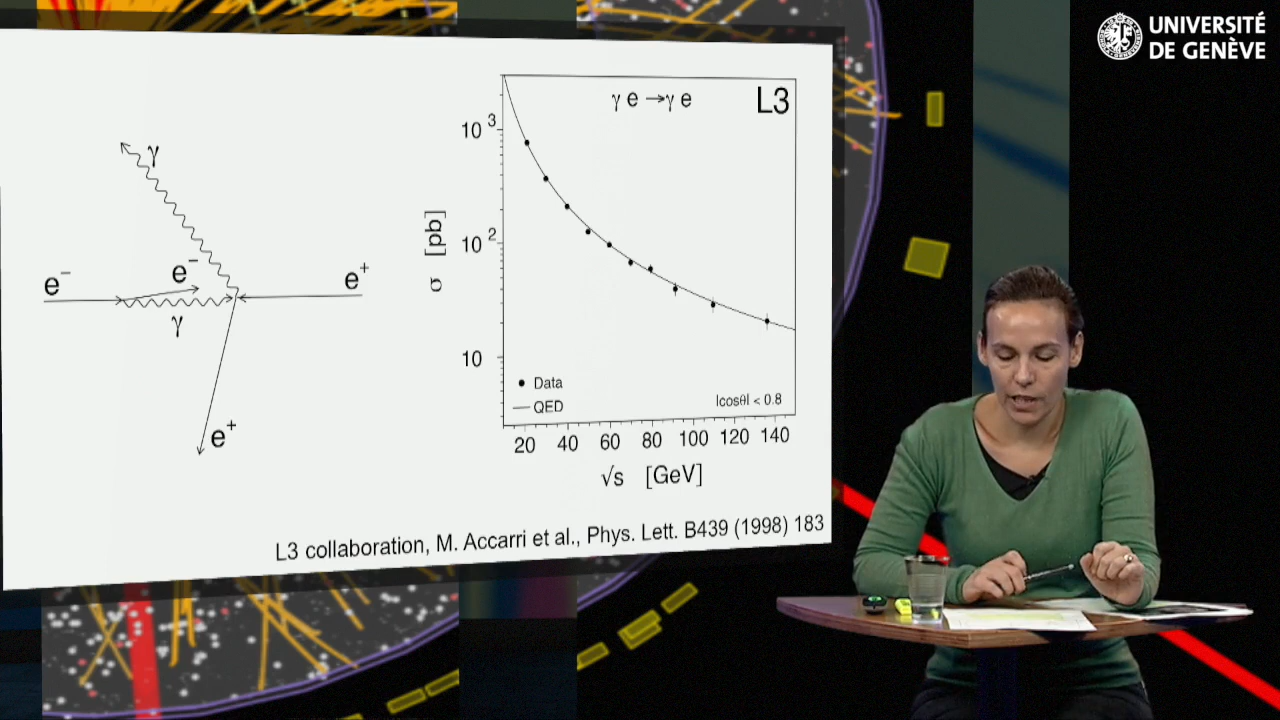 UNIVERSITÉ
DE GENÈVE
γ
e⁻
e⁻
e⁺
γ
e⁺
γ e →γ e
L3
10³
10²
10
σ [pb]
Data
QED
|cosθ| < 0.8
20 40 60 80 100 120 140
√s [GeV]
L3 collaboration, M. Accarri et al., Phys. Lett. B439 (1998) 183